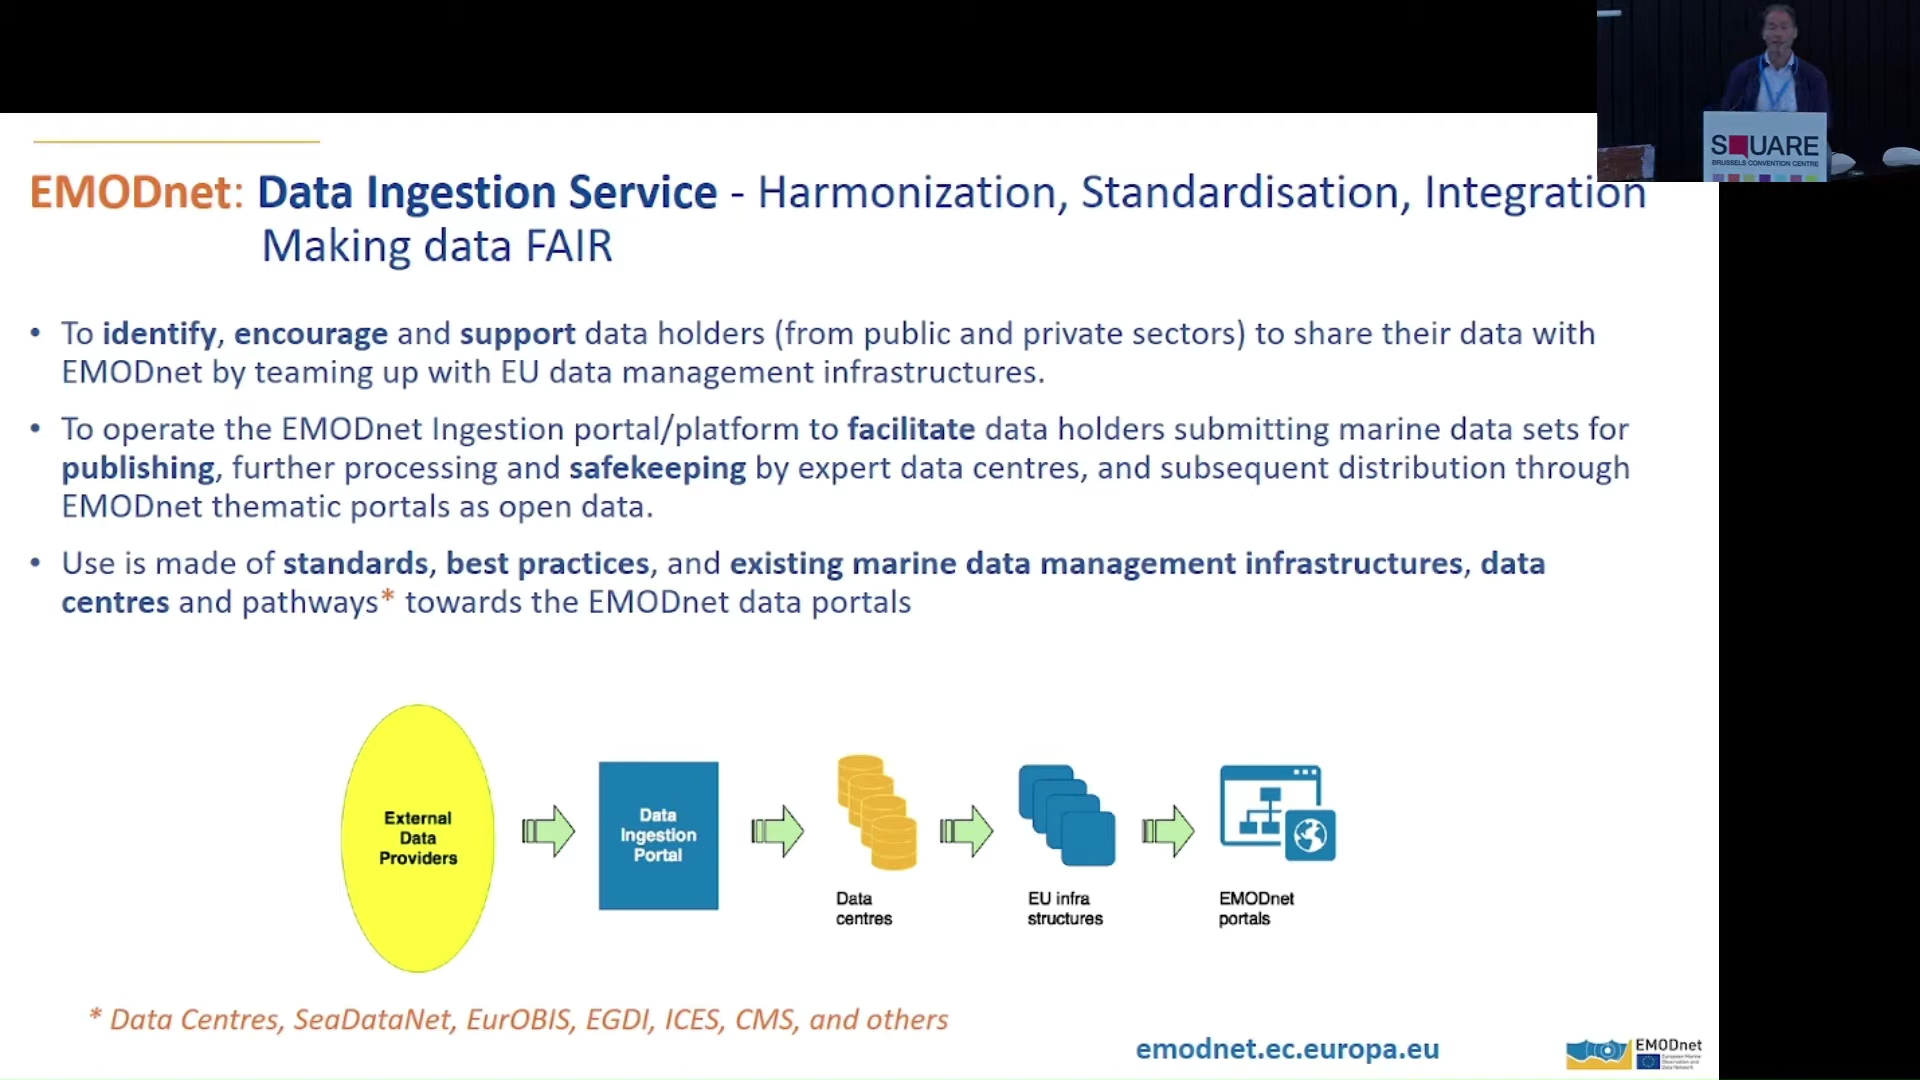 SQUARE
BRUSSELS CONVENTION CENTRE
EMODnet: Data Ingestion Service - Harmonization, Standardisation, Integration
Making data FAIR
• To identify, encourage and support data holders (from public and private sectors) to share their data with
EMODnet by teaming up with EU data management infrastructures.
• To operate the EMODnet Ingestion portal/platform to facilitate data holders submitting marine data sets for
publishing, further processing and safekeeping by expert data centres, and subsequent distribution through
EMODnet thematic portals as open data.
• Use is made of standards, best practices, and existing marine data management infrastructures, data
centres and pathways* towards the EMODnet data portals
External
Data
Providers
Data
Ingestion
Portal
Data
centres
EU infra
structures
EMODnet
portals
* Data Centres, SeaDataNet, EurOBIS, EGDI, ICES, CMS, and others
emodnet.ec.europa.eu
EMODnet
European Marine
Observation and
Data Network